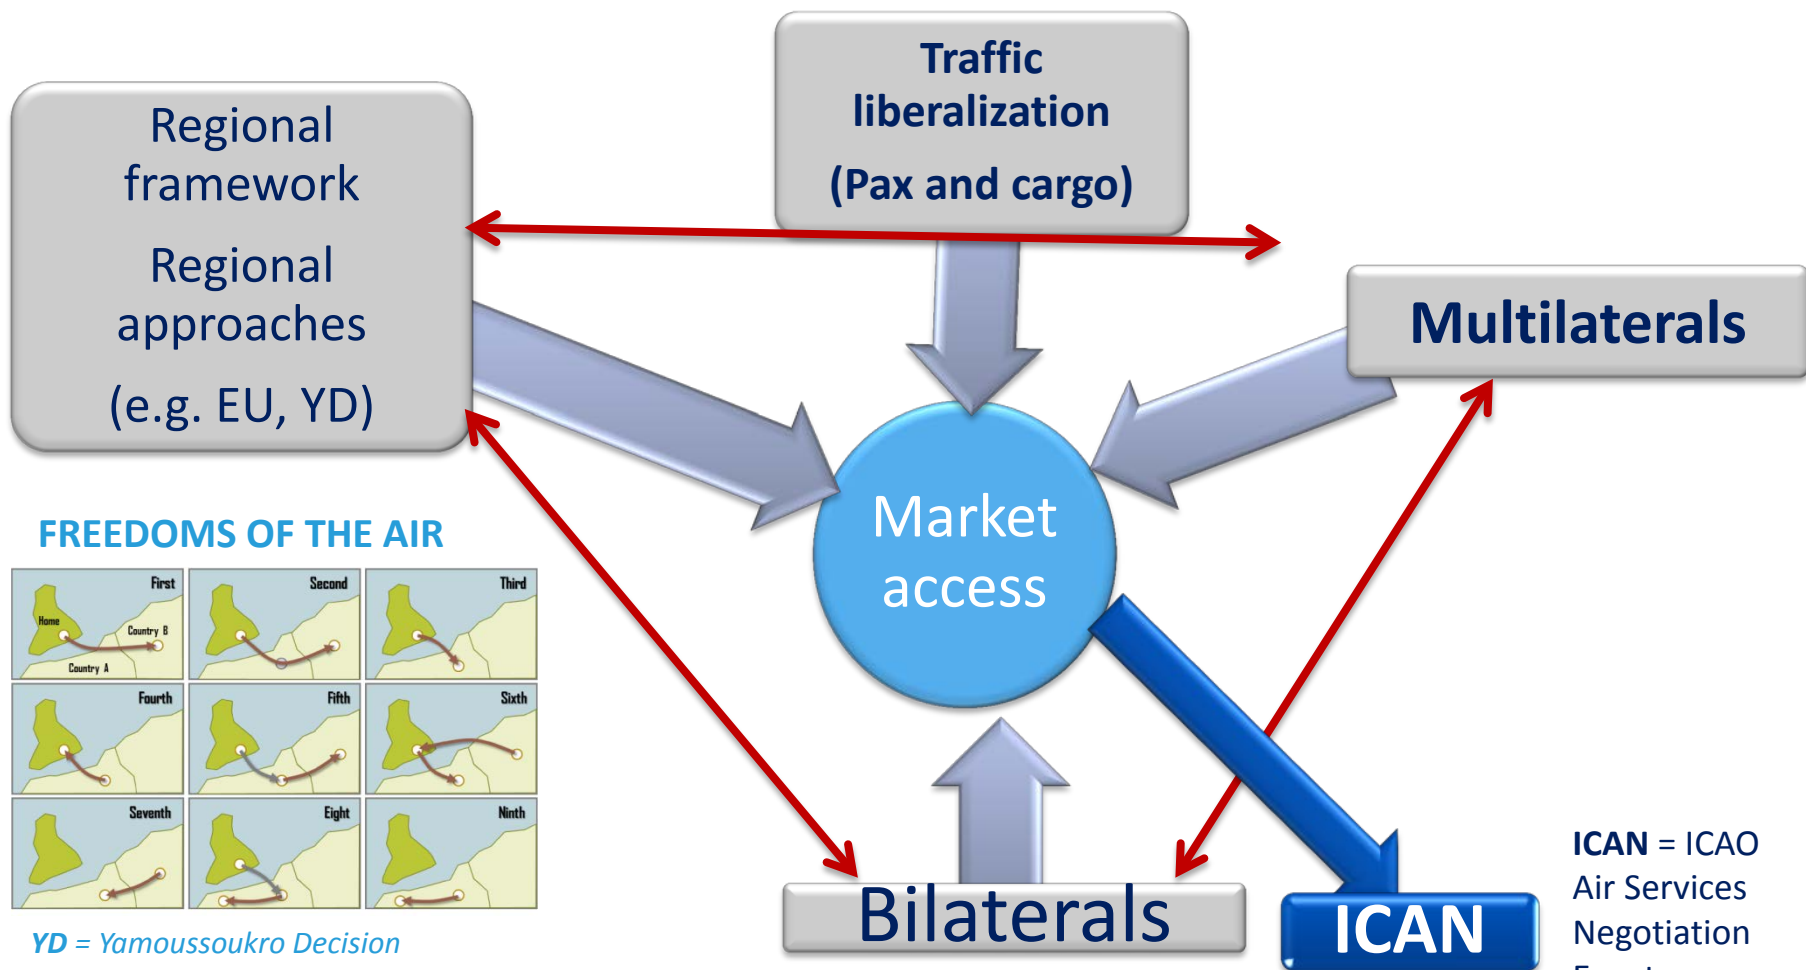 Traffic
liberalization
(Pax and cargo)
Regional
framework
Regional
approaches
(e.g. EU, YD)
Multilaterals
Market
access
FREEDOMS OF THE AIR
First
Home
Country B
Country A
Second
Third
Fourth
Fifth
Sixth
Seventh
Eight
Ninth
YD = Yamoussoukro Decision
Bilaterals
ICAN
ICAN = ICAO
Air Services
Negotiation